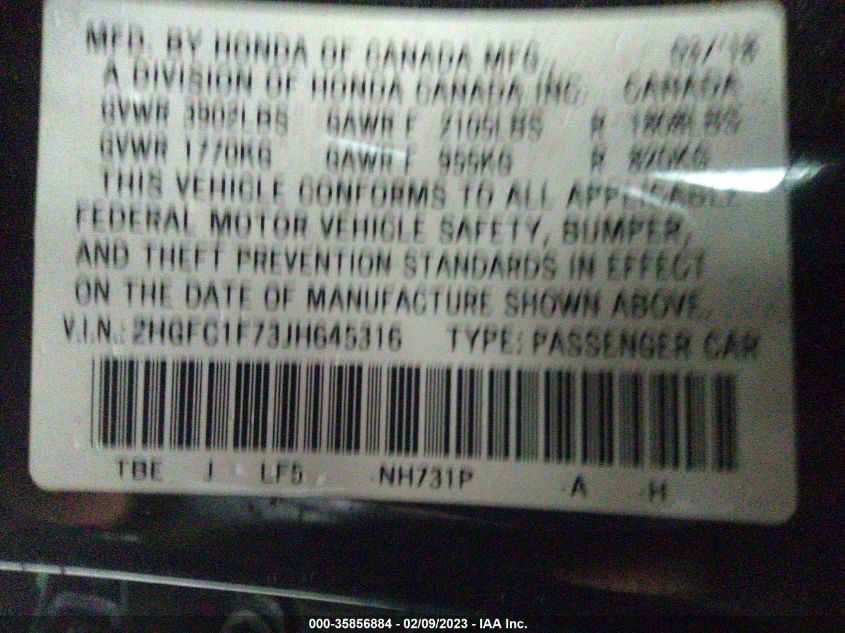 MFD. BY HONDA OF CANADA MFG.,
A DIVISION OF HONDA CANADA INC. CANADA
GVWR 3902LBS GAWR F 2105LBS R 1808LBS
GVWR 1770KG GAWR F 955KG R 820KG
THIS VEHICLE CONFORMS TO ALL APPLICABLE
FEDERAL MOTOR VEHICLE SAFETY, BUMPER,
AND THEFT PREVENTION STANDARDS IN EFFECT
ON THE DATE OF MANUFACTURE SHOWN ABOVE.
V.I.N.: 2HGFC1F73JH645316 TYPE: PASSENGER CAR
TBE J LF5 NH731P A H
000-35856884 - 02/09/2023 - IAA Inc.